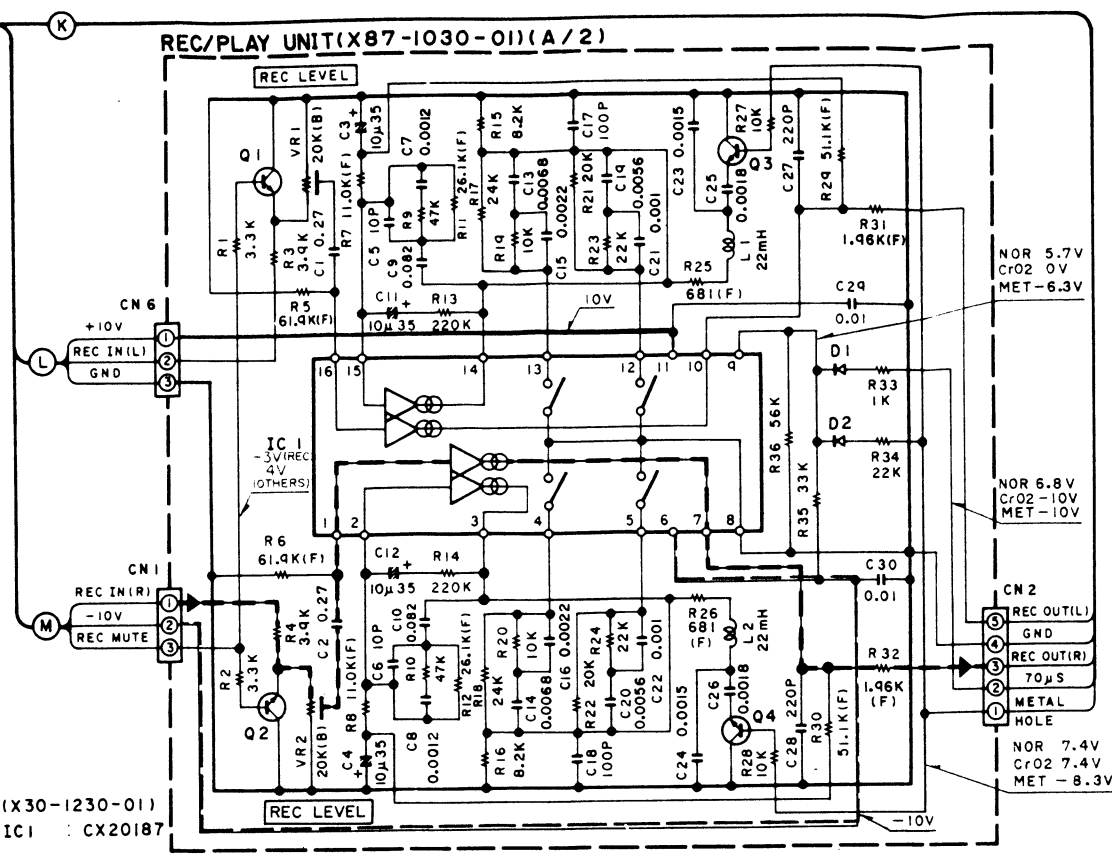 K
REC/PLAY UNIT(X87-1030-01)(A/2)
REC LEVEL
Q1
VR1
20K(B)
C3
+
10µ35
C7
0.0012
R15
8.2K
C17
100P
C23
0.0015
R27
10K
Q3
220P
C27
R29
51.1K(F)
R1
3.3K
R3
3.9K
C1
0.27
R7
11.0K(F)
C5
10P
R9
47K
R11
26.1K(F)
C9
0.082
R17
24K
C13
0.0068
R19
10K
C15
0.0022
R21
20K
C19
0.0056
R23
22K
C21
0.001
C25
0.0018
L1
22mH
R31
1.96K(F)
R5
61.9K(F)
C11
+
10µ35
R13
220K
R25
681(F)
10V
C29
0.01
NOR 5.7V
CrO2 0V
MET-6.3V
CN6
+10V
1
REC IN(L)
2
L
GND
3
16
15
14
13
12
11
10
9
D1
R33
1K
D2
R34
22K
R36
56K
R35
33K
IC1
-3V(REC)
4V
(OTHERS)
1
2
3
4
5
6
7
8
NOR 6.8V
CrO2-10V
MET-10V
R6
61.9K(F)
C12
+
10µ35
R14
220K
C30
0.01
CN1
REC IN(R)
1
-10V
2
M
REC MUTE
3
R4
3.9K
C2
0.27
R2
3.3K
Q2
VR2
20K(B)
R8
11.0K(F)
C4
+
10µ35
C6
10P
C10
0.082
R10
47K
R12
26.1K(F)
C8
0.0012
R18
24K
R20
10K
C14
0.0068
C16
0.0022
R16
8.2K
R22
20K
R24
22K
C20
0.0056
C22
0.001
C18
100P
R26
681
(F)
L2
22mH
C26
0.0018
C24
0.0015
Q4
R28
10K
C28
220P
R30
51.1K(F)
R32
1.96K
(F)
CN2
5
REC OUT(L)
4
GND
3
REC OUT(R)
2
70µS
1
METAL
HOLE
NOR 7.4V
CrO2 7.4V
MET -8.3V
REC LEVEL
-10V
(X30-1230-01)
IC1 : CX20187